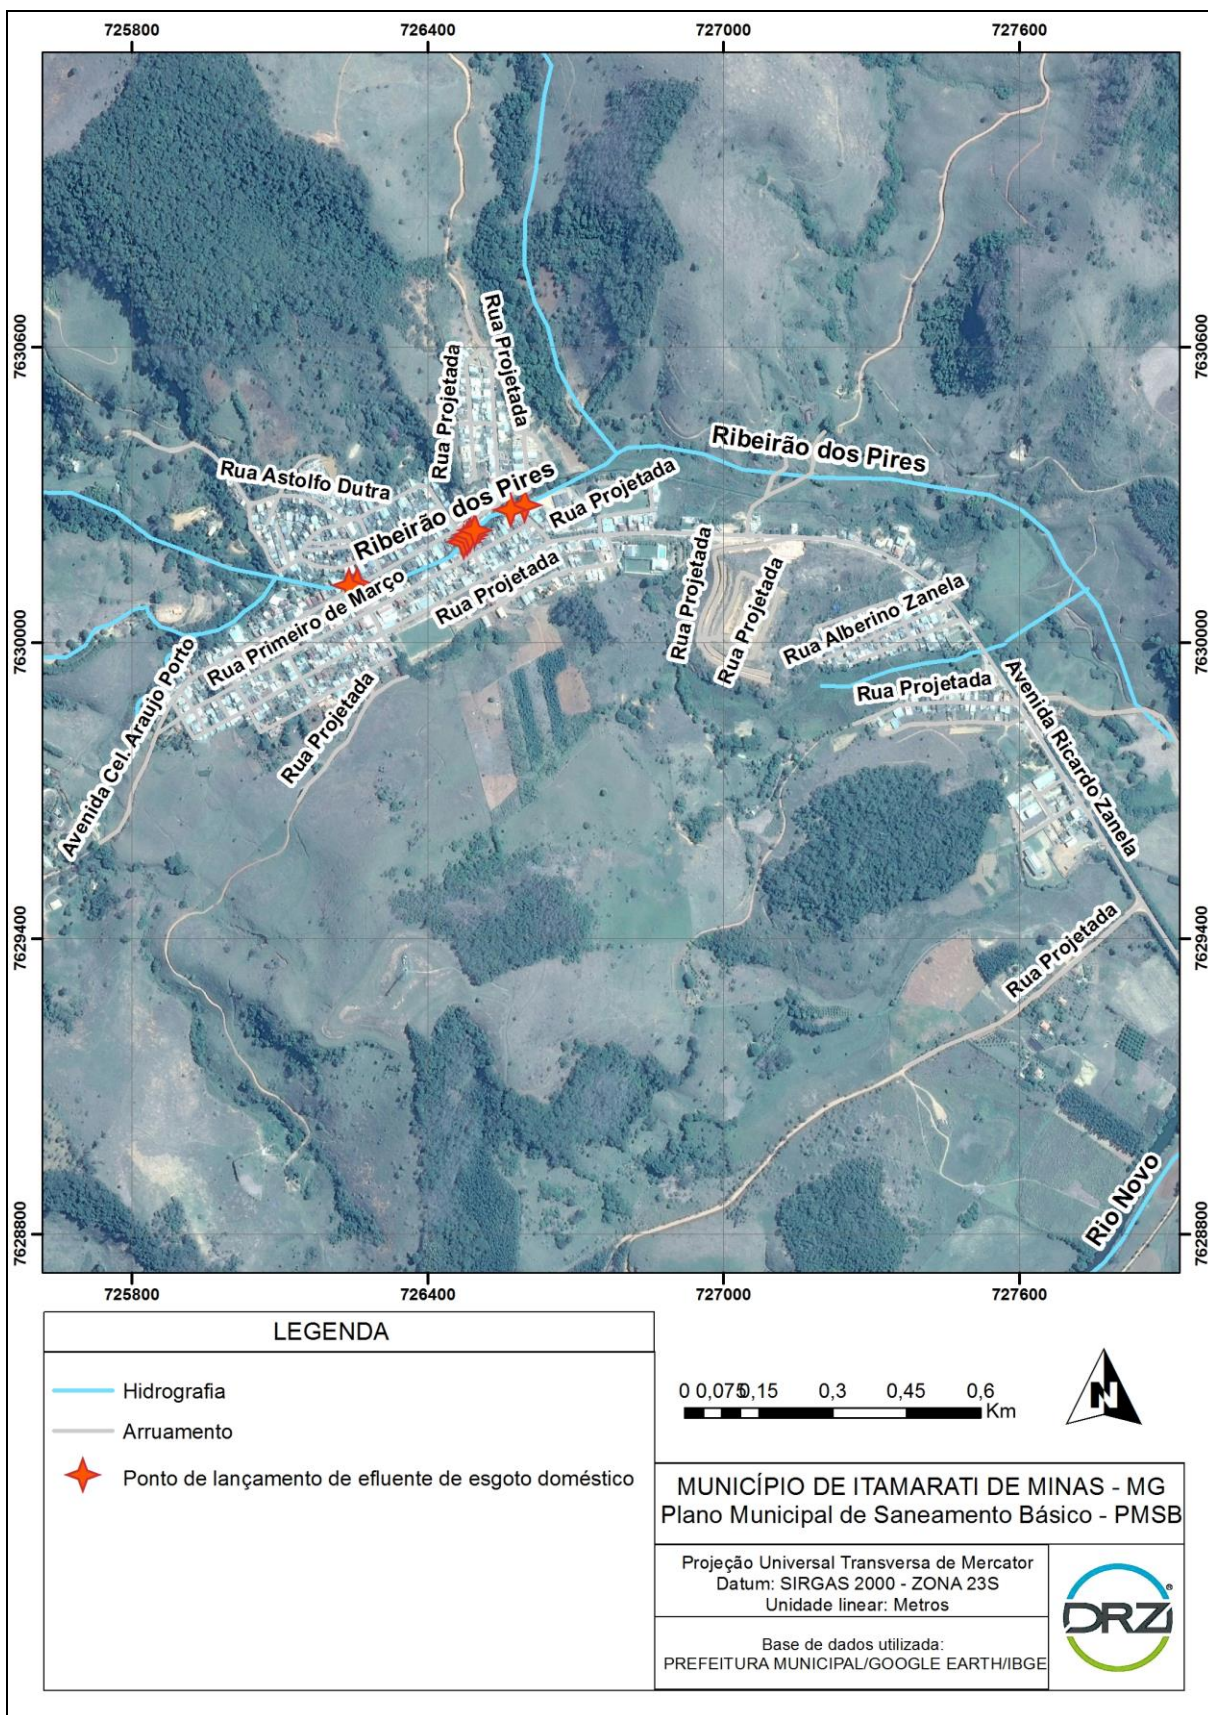 725800 726400 727000 727600
7630600 7630600
Rua Projetada
Rua Projetada
Ribeirão dos Pires
Rua Astolfo Dutra
Ribeirão dos Pires
Rua Projetada
Rua Projetada
Rua Primeiro de Março
Rua Projetada
Rua Projetada
Rua Alberino Zanela
7630000 7630000
Avenida Cel. Araujo Porto
Rua Projetada
Rua Projetada
Avenida Ricardo Zanela
7629400 7629400
Rua Projetada
Rio Novo
7628800 7628800
725800 726400 727000 727600
LEGENDA
Hidrografia
Arruamento
Ponto de lançamento de efluente de esgoto doméstico
0 0,075 0,15 0,3 0,45 0,6
Km
N
MUNICÍPIO DE ITAMARATI DE MINAS - MG
Plano Municipal de Saneamento Básico - PMSB
Projeção Universal Transversa de Mercator
Datum: SIRGAS 2000 - ZONA 23S
Unidade linear: Metros
Base de dados utilizada:
PREFEITURA MUNICIPAL/GOOGLE EARTH/IBGE
DRZ®